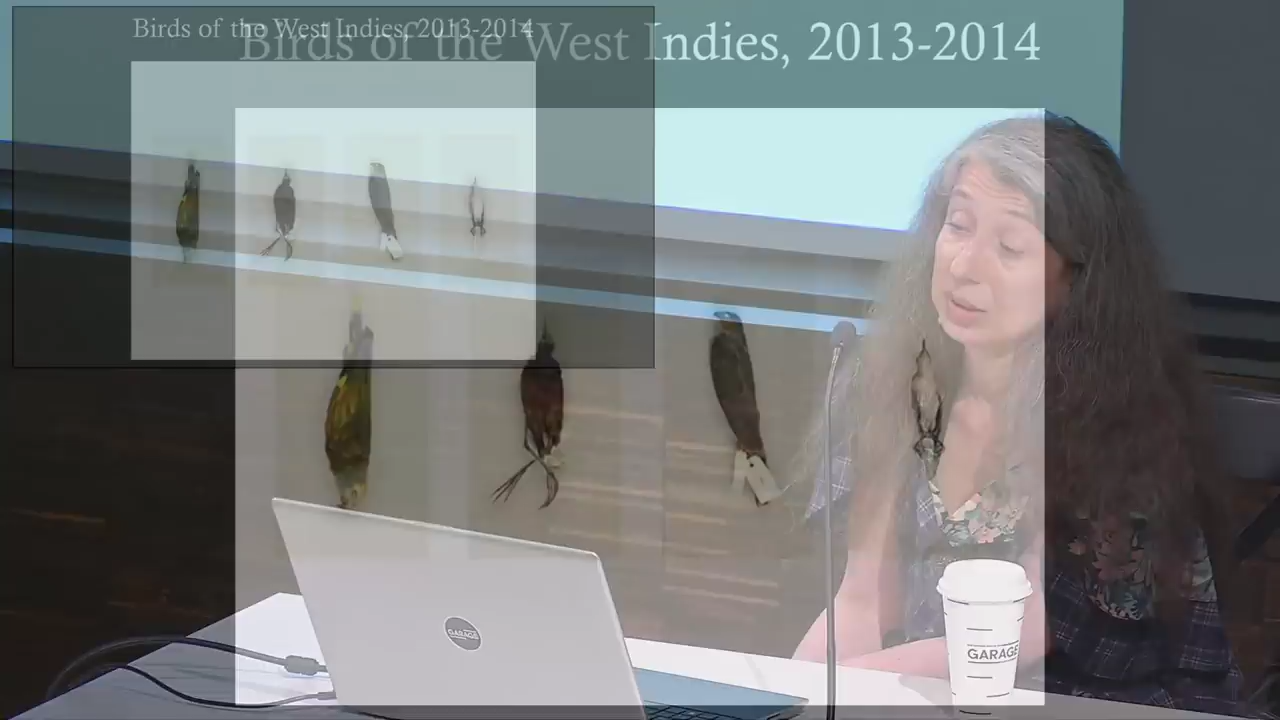 Birds of the West Indies, 2013-2014
Birds of the West Indies, 2013-2014
GARAGE
GARAGE